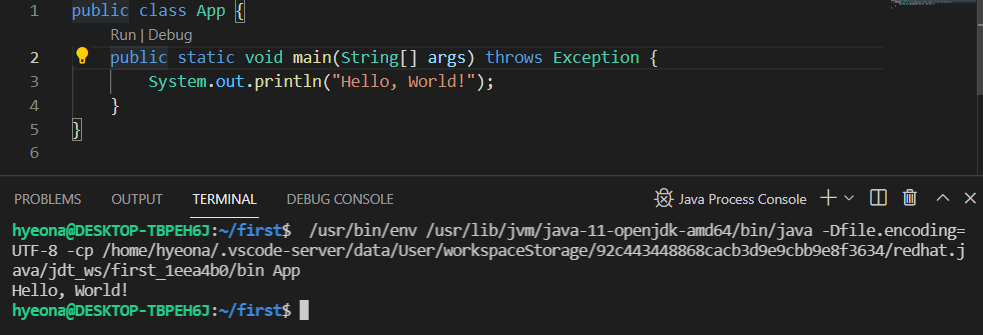 1 public class App {
Run | Debug
2 public static void main(String[] args) throws Exception {
3 System.out.println("Hello, World!");
4 }
5 }
6
PROBLEMS OUTPUT TERMINAL DEBUG CONSOLE Java Process Console
hyeona@DESKTOP-TBPEH6J:~/first$ /usr/bin/env /usr/lib/jvm/java-11-openjdk-amd64/bin/java -Dfile.encoding=
UTF-8 -cp /home/hyeona/.vscode-server/data/User/workspaceStorage/92c443448868cacb3d9e9cbb9e8f3634/redhat.j
ava/jdt_ws/first_1eea4b0/bin App
Hello, World!
hyeona@DESKTOP-TBPEH6J:~/first$